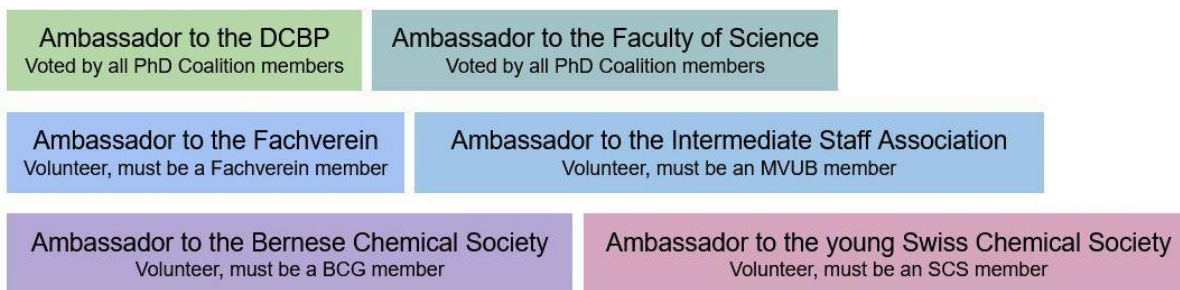 Ambassador to the DCBP
Voted by all PhD Coalition members
Ambassador to the Faculty of Science
Voted by all PhD Coalition members
Ambassador to the Fachverein
Volunteer, must be a Fachverein member
Ambassador to the Intermediate Staff Association
Volunteer, must be an MVUB member
Ambassador to the Bernese Chemical Society
Volunteer, must be a BCG member
Ambassador to the young Swiss Chemical Society
Volunteer, must be an SCS member